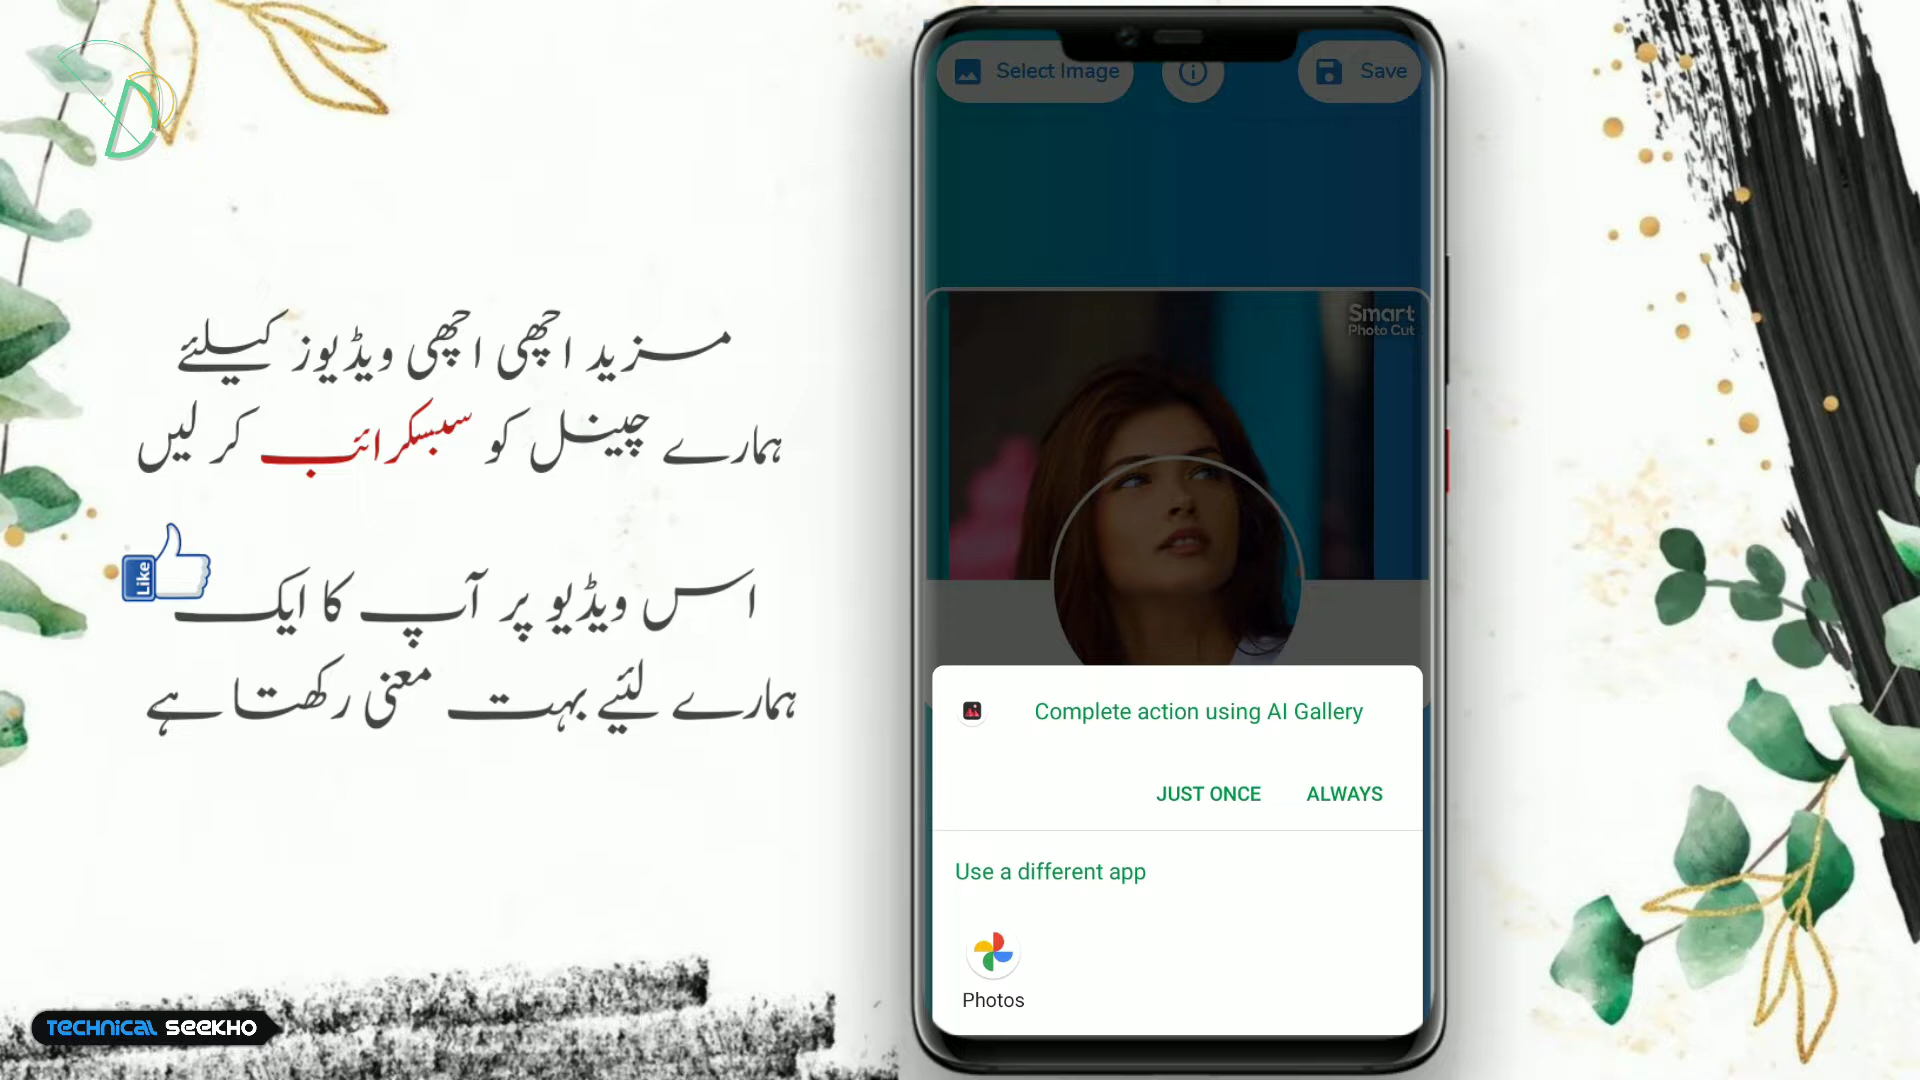 مزید اچھی اچھی ویڈیوز کیلئے
ہمارے چینل کو سبسکرائب کر لیں
Like
اس ویڈیو پر آپ کا ایک
ہمارے لئیے بہت معنی رکھتا ہے
TECHNICAL SEEKHO
Select Image
Save
Smart
Photo Cut
Complete action using AI Gallery
JUST ONCE
ALWAYS
Use a different app
Photos